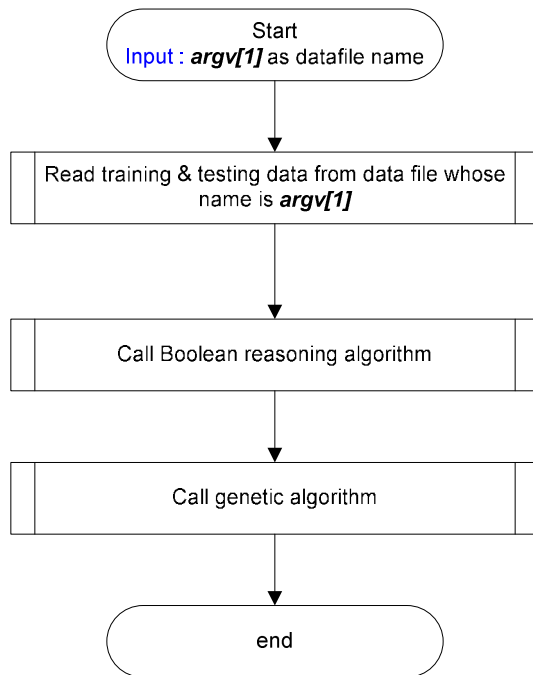 Start
Input : argv[1] as datafile name
Read training & testing data from data file whose
name is argv[1]
Call Boolean reasoning algorithm
Call genetic algorithm
end